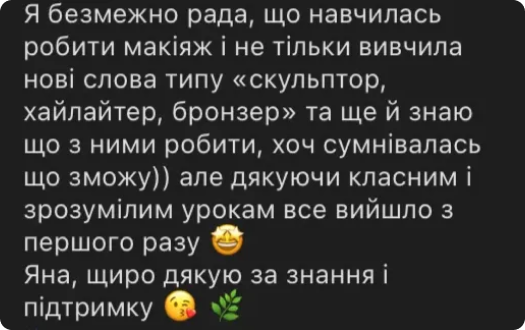 Я безмежно рада, що навчилась
робити макіяж і не тільки вивчила
нові слова типу «скульптор,
хайлайтер, бронзер» та ще й знаю
що з ними робити, хоч сумнівалась
що зможу)) але дякуючи класним і
зрозумілим урокам все вийшло з
першого разу 🤩
Яна, щиро дякую за знання і
підтримку 😘 🌿